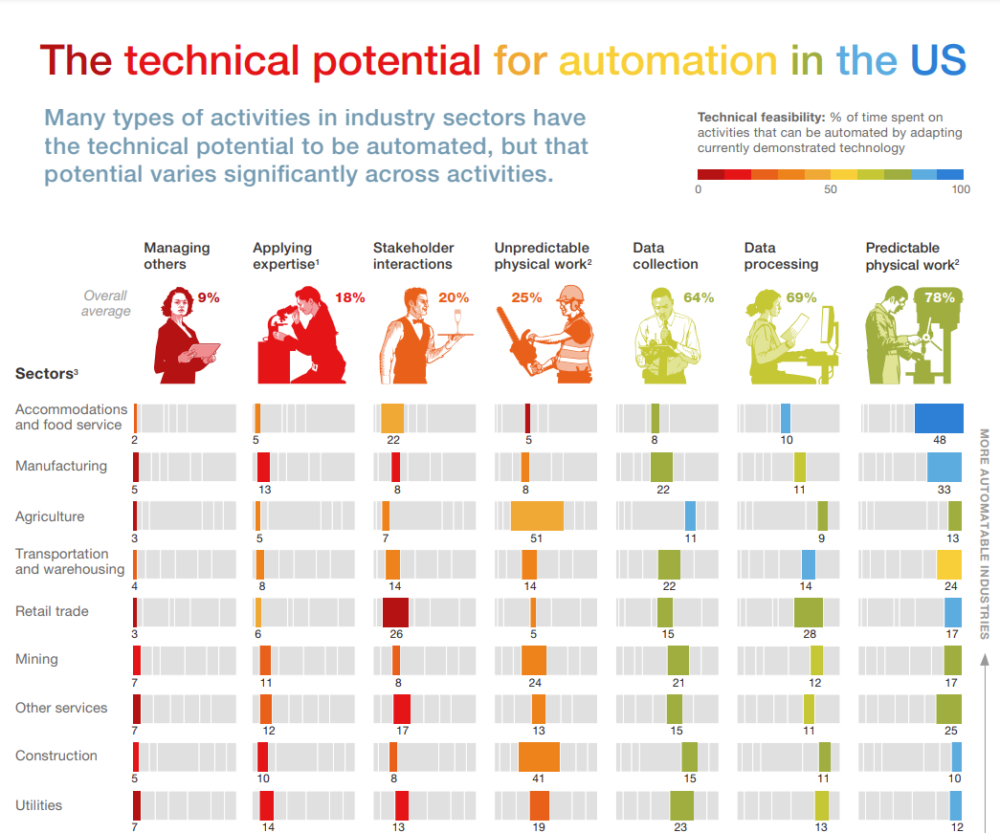 The technical potential for automation in the US
Many types of activities in industry sectors have
the technical potential to be automated, but that
potential varies significantly across activities.
Technical feasibility: % of time spent on
activities that can be automated by adapting
currently demonstrated technology
0 50 100
Managing
others
Applying
expertise¹
Stakeholder
interactions
Unpredictable
physical work²
Data
collection
Data
processing
Predictable
physical work²
Overall
average
9% 18% 20% 25% 64% 69% 78%
Sectors³
Accommodations
and food service
2 5 22 5 8 10 48
Manufacturing
5 13 8 8 22 11 33
Agriculture
3 5 7 51 11 9 13
Transportation
and warehousing
4 8 14 14 22 14 24
Retail trade
3 6 26 5 15 28 17
Mining
7 11 8 24 21 12 17
Other services
7 12 17 13 15 11 25
Construction
5 10 8 41 15 11 10
Utilities
7 14 13 19 23 13 12
MORE AUTOMATABLE INDUSTRIES